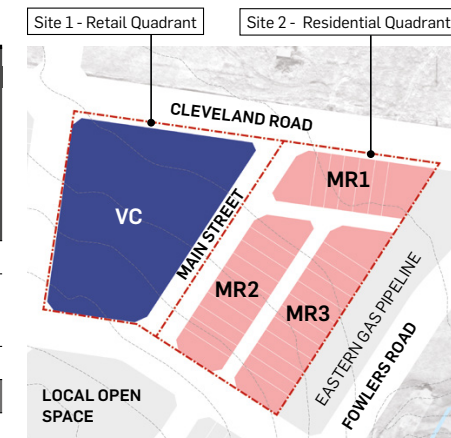 Site 1 - Retail Quadrant
Site 2 - Residential Quadrant
CLEVELAND ROAD
MR1
VC
MAIN STREET
MR2
MR3
EASTERN GAS PIPELINE
FOWLERS ROAD
LOCAL OPEN
SPACE